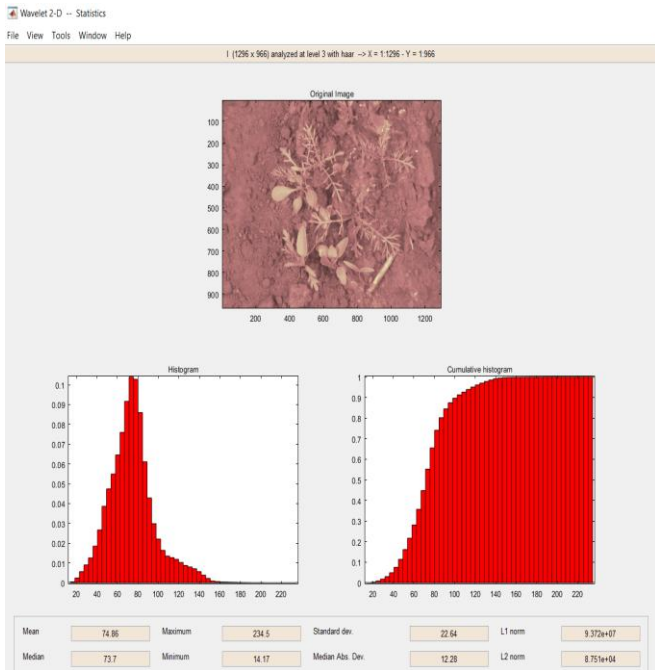 Wavelet 2-D -- Statistics
File View Tools Window Help
I (1296 x 966) analyzed at level 3 with haar --> X = 1:1296 - Y = 1:966
Original Image
100
200
300
400
500
600
700
800
900
200 400 600 800 1000 1200
Histogram
0.1
0.09
0.08
0.07
0.06
0.05
0.04
0.03
0.02
0.01
0
20 40 60 80 100 120 140 160 180 200 220
Cumulative histogram
1
0.9
0.8
0.7
0.6
0.5
0.4
0.3
0.2
0.1
0
20 40 60 80 100 120 140 160 180 200 220
Mean 74.86 Maximum 234.5 Standard dev. 22.64 L1 norm 9.372e+07
Median 73.7 Minimum 14.17 Median Abs. Dev. 12.28 L2 norm 8.751e+04